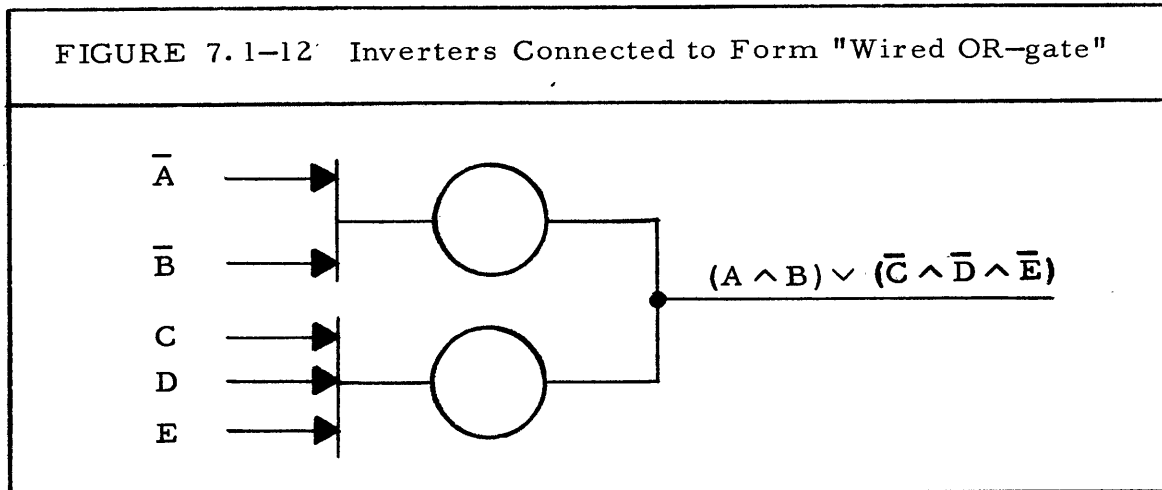 FIGURE 7.1-12 Inverters Connected to Form "Wired OR-gate"
A̅
B̅
(A ∧ B) ∨ (C̅ ∧ D̅ ∧ E̅)
C
D
E